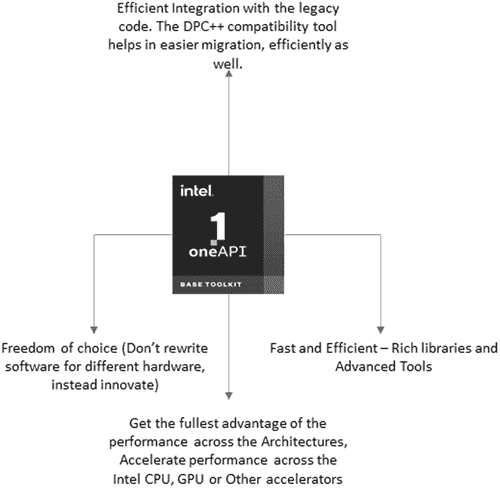 Efficient Integration with the legacy
code. The DPC++ compatibility tool
helps in easier migration, efficiently as
well.
intel.
1
oneAPI
BASE TOOLKIT
Freedom of choice (Don't rewrite
software for different hardware,
instead innovate)
Fast and Efficient – Rich libraries and
Advanced Tools
Get the fullest advantage of the
performance across the Architectures,
Accelerate performance across the
Intel CPU, GPU or Other accelerators